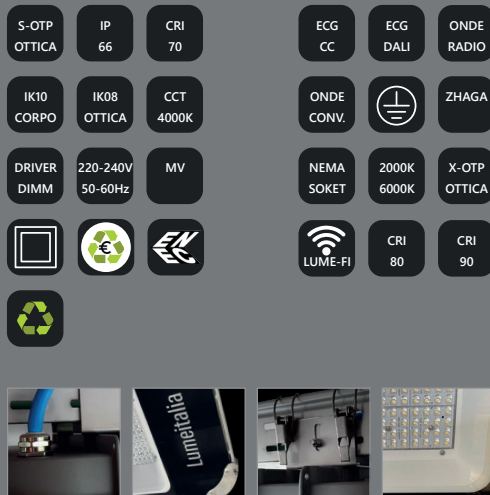 S-OTP
OTTICA
IP
66
CRI
70
ECG
CC
ECG
DALI
ONDE
RADIO
IK10
CORPO
IK08
OTTICA
CCT
4000K
ONDE
CONV.
ZHAGA
DRIVER
DIMM
220-240V
50-60Hz
MV
NEMA
SOKET
2000K
6000K
X-OTP
OTTICA
€
ENEC
LUME-FI
CRI
80
CRI
90
LumeItalia